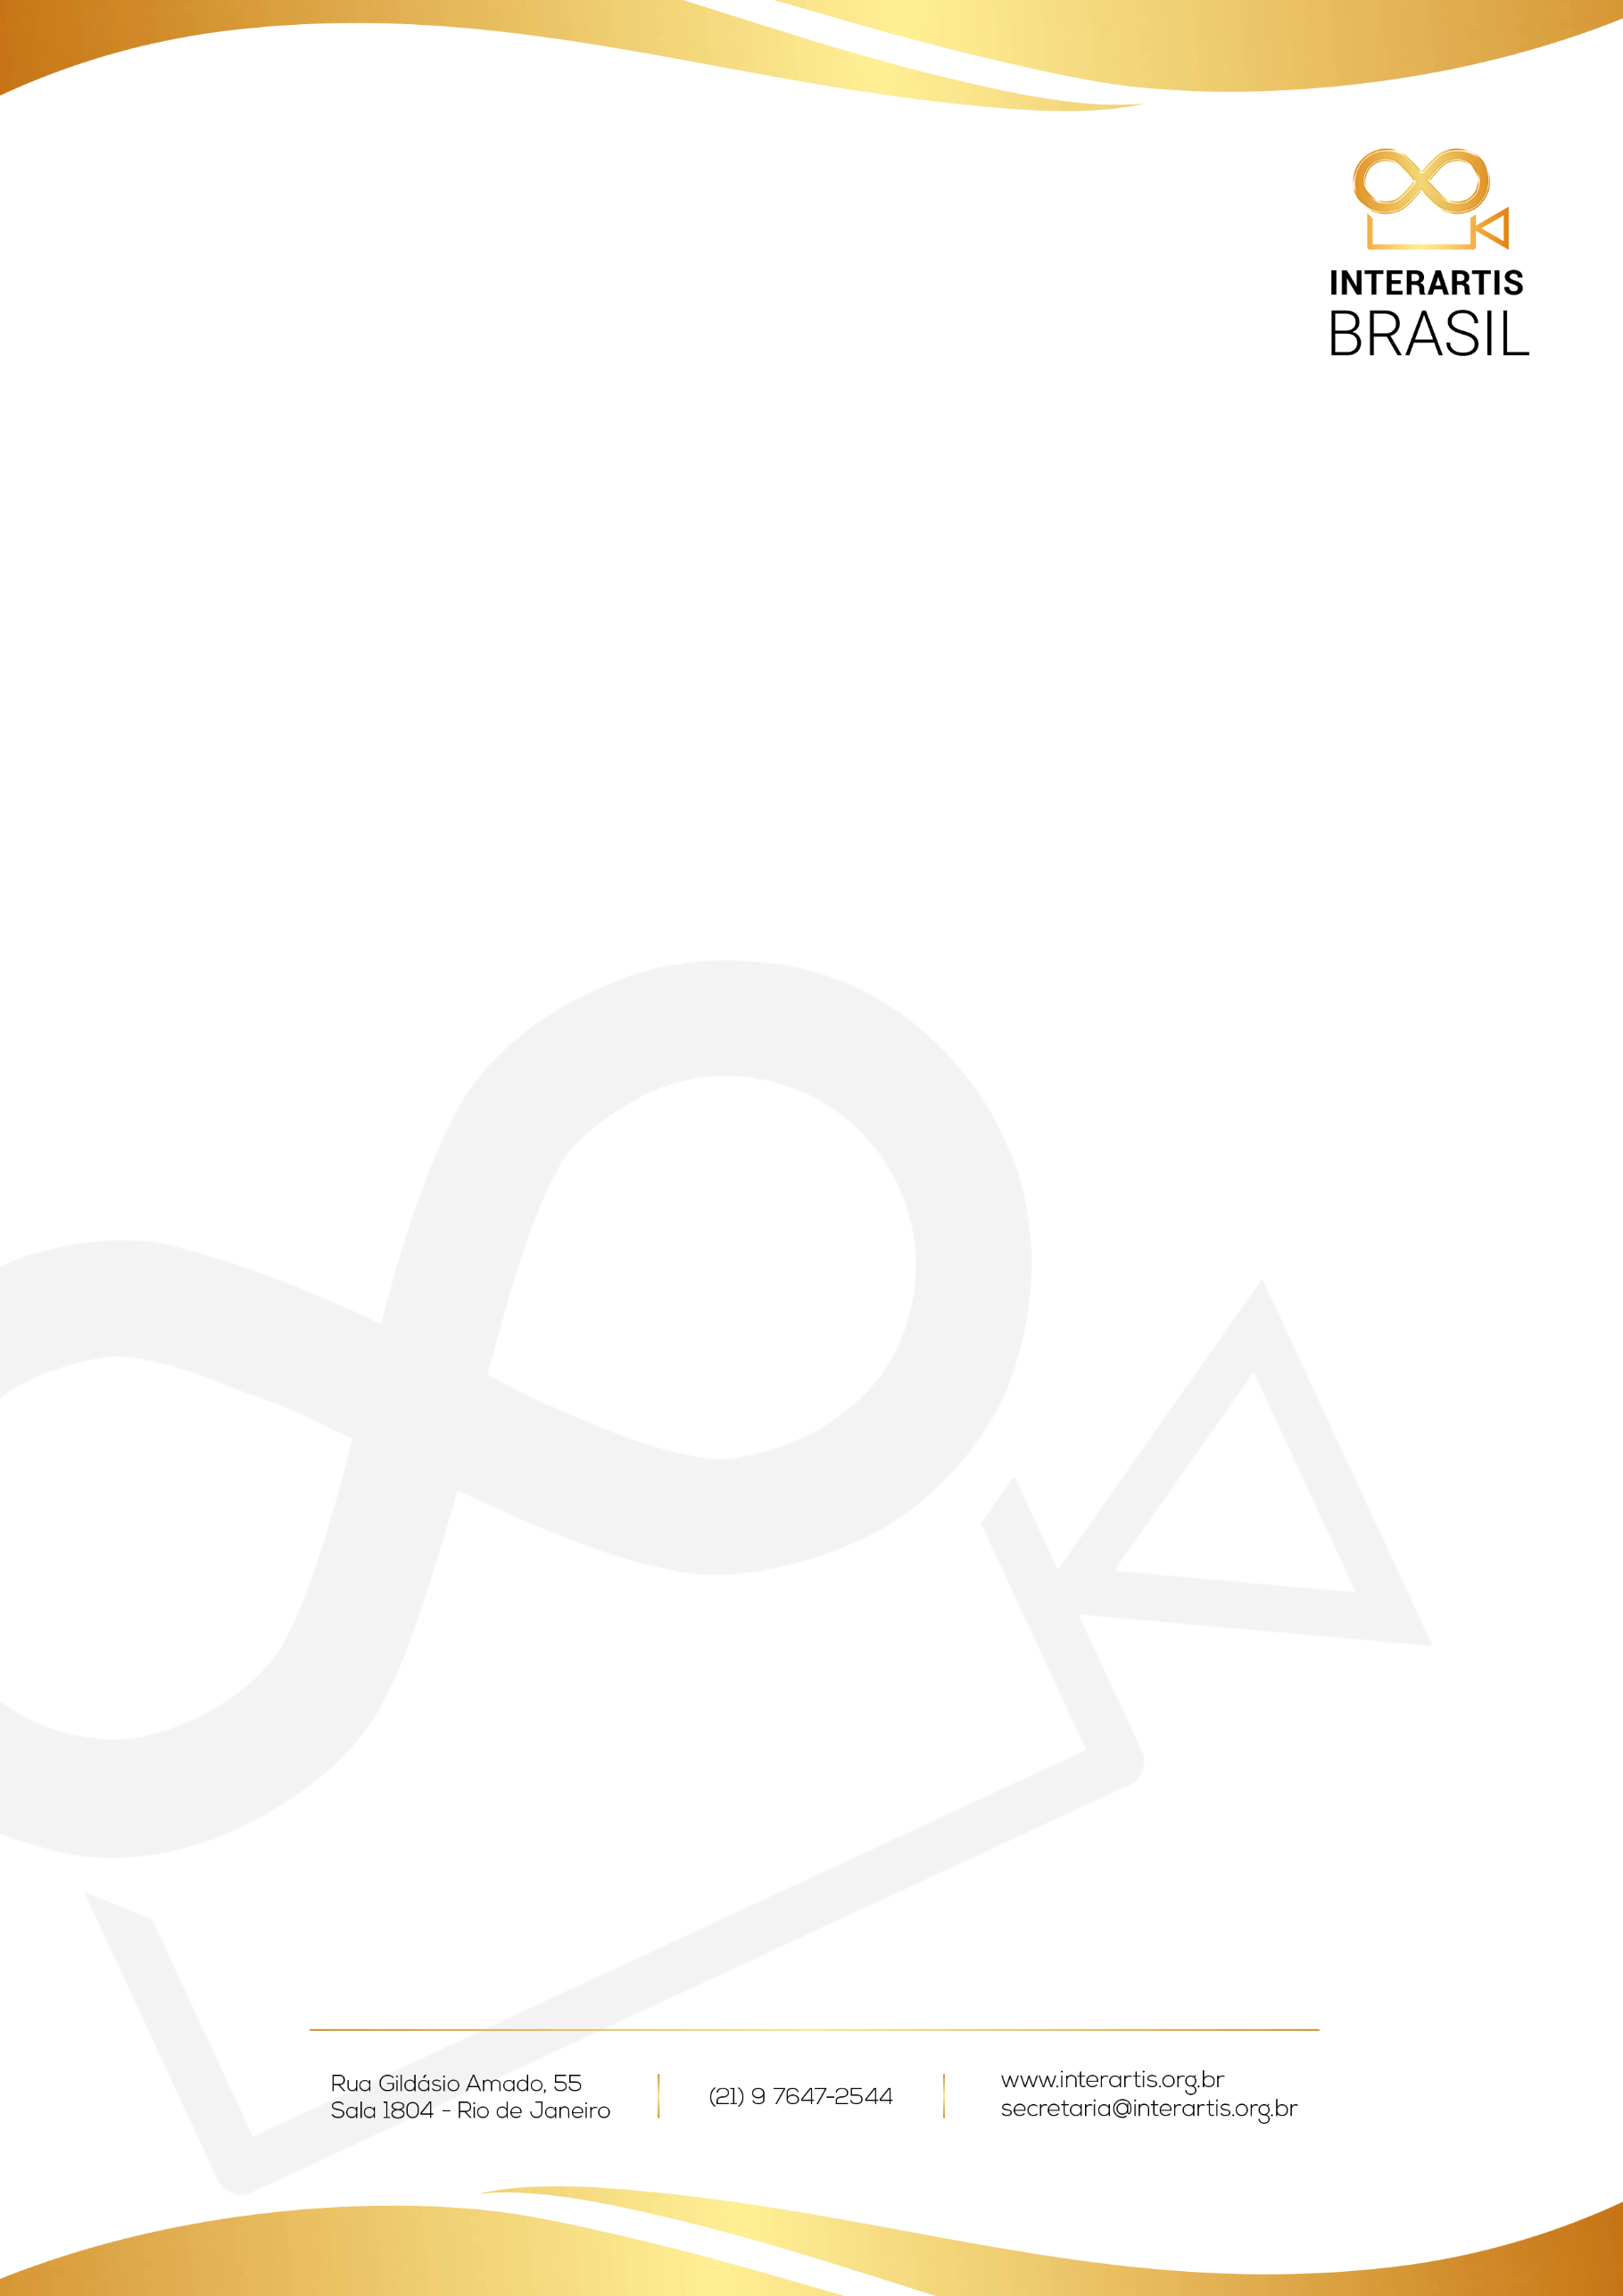 INTERARTIS
BRASIL
Rua Gildásio Amado, 55
Sala 1804 - Rio de Janeiro
(21) 9 7647-2544
www.interartis.org.br
secretaria@interartis.org.br